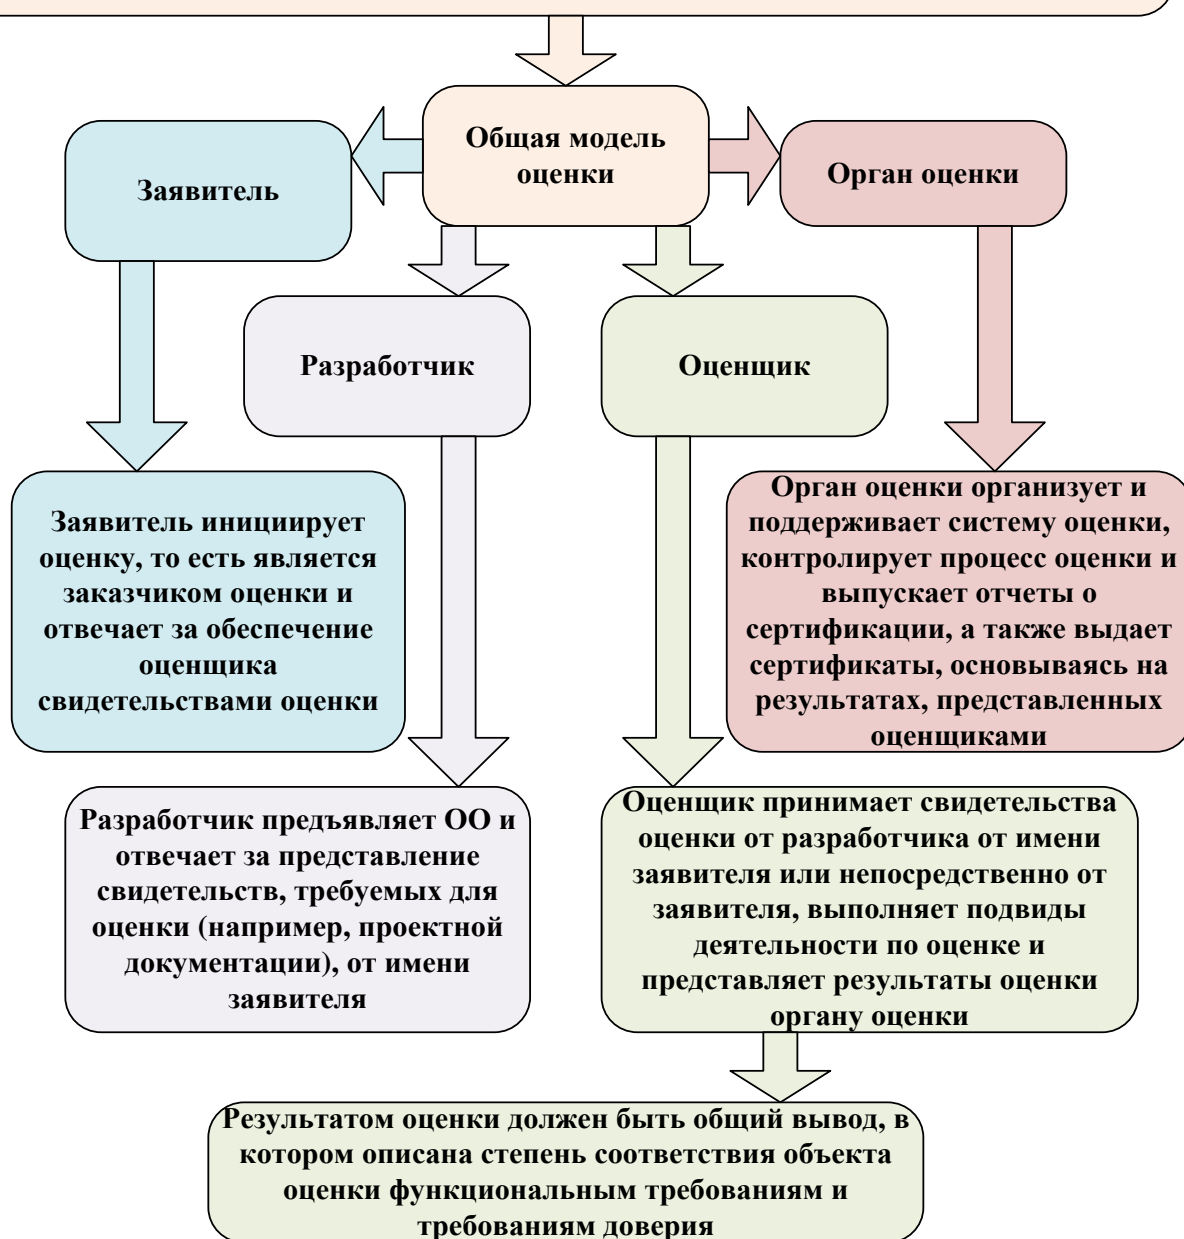 Общая модель
оценки
Заявитель
Орган оценки
Разработчик
Оценщик
Заявитель инициирует
оценку, то есть является
заказчиком оценки и
отвечает за обеспечение
оценщика
свидетельствами оценки
Орган оценки организует и
поддерживает систему оценки,
контролирует процесс оценки и
выпускает отчеты о
сертификации, а также выдает
сертификаты, основываясь на
результатах, представленных
оценщиками
Разработчик предъявляет ОО и
отвечает за представление
свидетельств, требуемых для
оценки (например, проектной
документации), от имени
заявителя
Оценщик принимает свидетельства
оценки от разработчика от имени
заявителя или непосредственно от
заявителя, выполняет подвиды
деятельности по оценке и
представляет результаты оценки
органу оценки
Результатом оценки должен быть общий вывод, в
котором описана степень соответствия объекта
оценки функциональным требованиям и
требованиям доверия